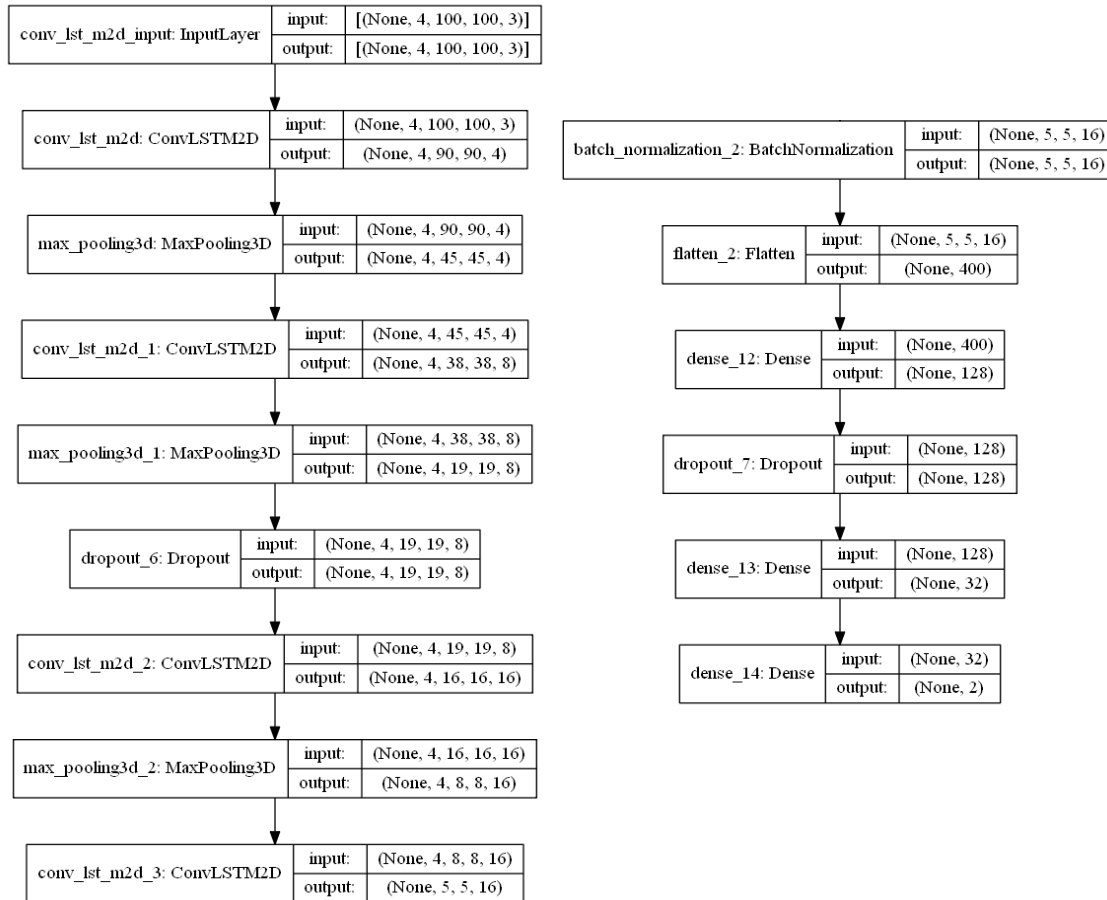 conv_lst_m2d_input: InputLayer
input: [(None, 4, 100, 100, 3)]
output: [(None, 4, 100, 100, 3)]
conv_lst_m2d: ConvLSTM2D
input: (None, 4, 100, 100, 3)
output: (None, 4, 90, 90, 4)
max_pooling3d: MaxPooling3D
input: (None, 4, 90, 90, 4)
output: (None, 4, 45, 45, 4)
conv_lst_m2d_1: ConvLSTM2D
input: (None, 4, 45, 45, 4)
output: (None, 4, 38, 38, 8)
max_pooling3d_1: MaxPooling3D
input: (None, 4, 38, 38, 8)
output: (None, 4, 19, 19, 8)
dropout_6: Dropout
input: (None, 4, 19, 19, 8)
output: (None, 4, 19, 19, 8)
conv_lst_m2d_2: ConvLSTM2D
input: (None, 4, 19, 19, 8)
output: (None, 4, 16, 16, 16)
max_pooling3d_2: MaxPooling3D
input: (None, 4, 16, 16, 16)
output: (None, 4, 8, 8, 16)
conv_lst_m2d_3: ConvLSTM2D
input: (None, 4, 8, 8, 16)
output: (None, 5, 5, 16)
batch_normalization_2: BatchNormalization
input: (None, 5, 5, 16)
output: (None, 5, 5, 16)
flatten_2: Flatten
input: (None, 5, 5, 16)
output: (None, 400)
dense_12: Dense
input: (None, 400)
output: (None, 128)
dropout_7: Dropout
input: (None, 128)
output: (None, 128)
dense_13: Dense
input: (None, 128)
output: (None, 32)
dense_14: Dense
input: (None, 32)
output: (None, 2)